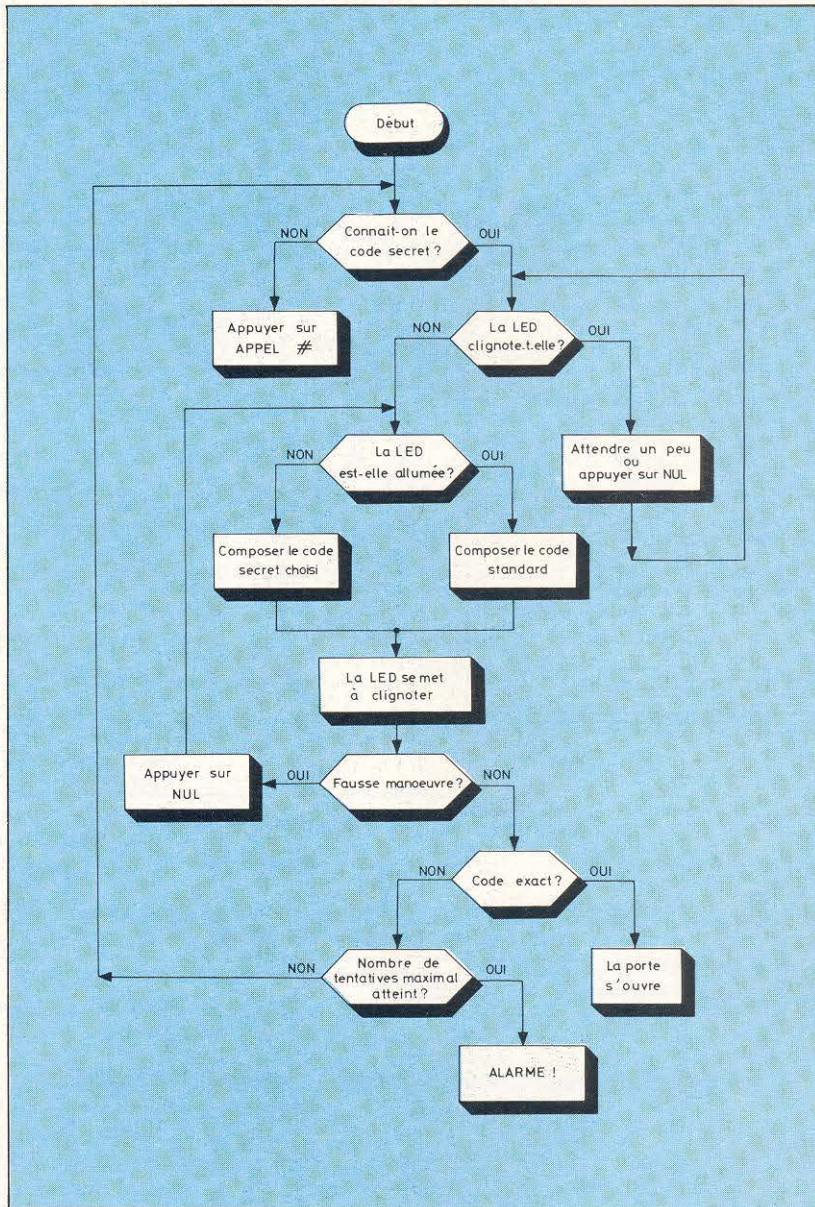 Début
Connait-on le
code secret ?
NON
OUI
Appuyer sur
APPEL #
NON
La LED
clignote.t.elle ?
OUI
NON
La LED
est-elle allumée ?
OUI
Attendre un peu
ou
appuyer sur NUL
Composer le code
secret choisi
Composer le code
standard
La LED se met
à clignoter
Appuyer sur
NUL
OUI
Fausse manoeuvre ?
NON
NON
Code exact ?
OUI
NON
Nombre de
tentatives maximal
atteint ?
OUI
La porte
s'ouvre
ALARME !